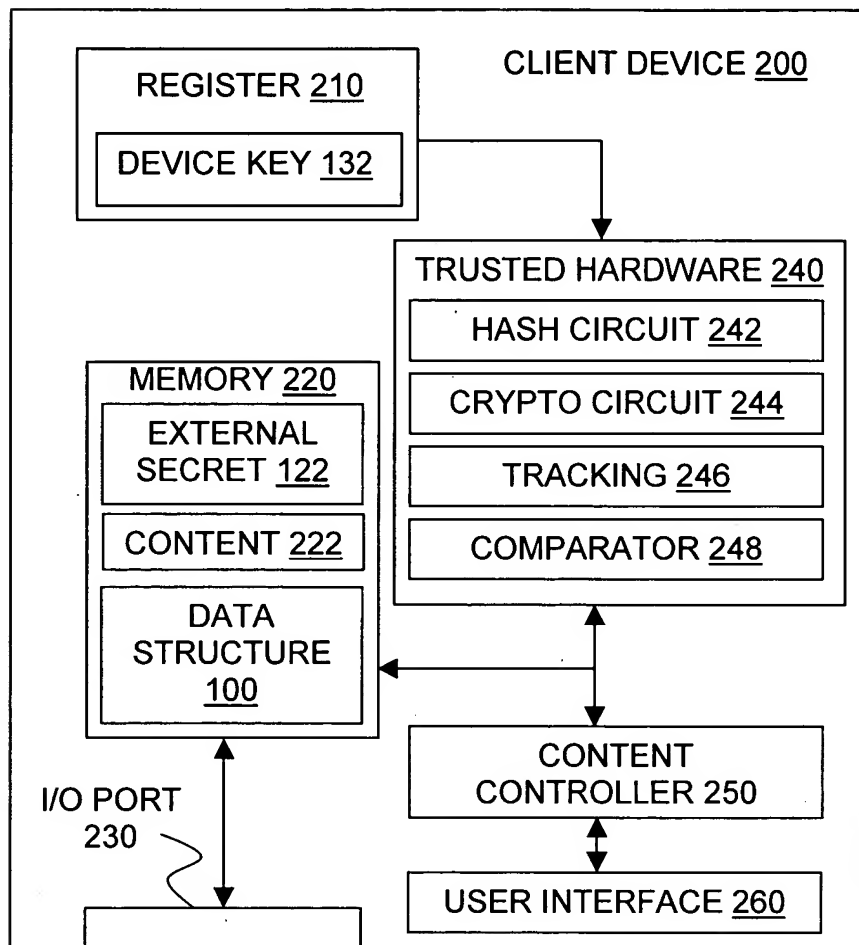 CLIENT DEVICE 200
REGISTER 210
DEVICE KEY 132
TRUSTED HARDWARE 240
HASH CIRCUIT 242
CRYPTO CIRCUIT 244
TRACKING 246
COMPARATOR 248
MEMORY 220
EXTERNAL
SECRET 122
CONTENT 222
DATA
STRUCTURE
100
CONTENT
CONTROLLER 250
I/O PORT
230
USER INTERFACE 260